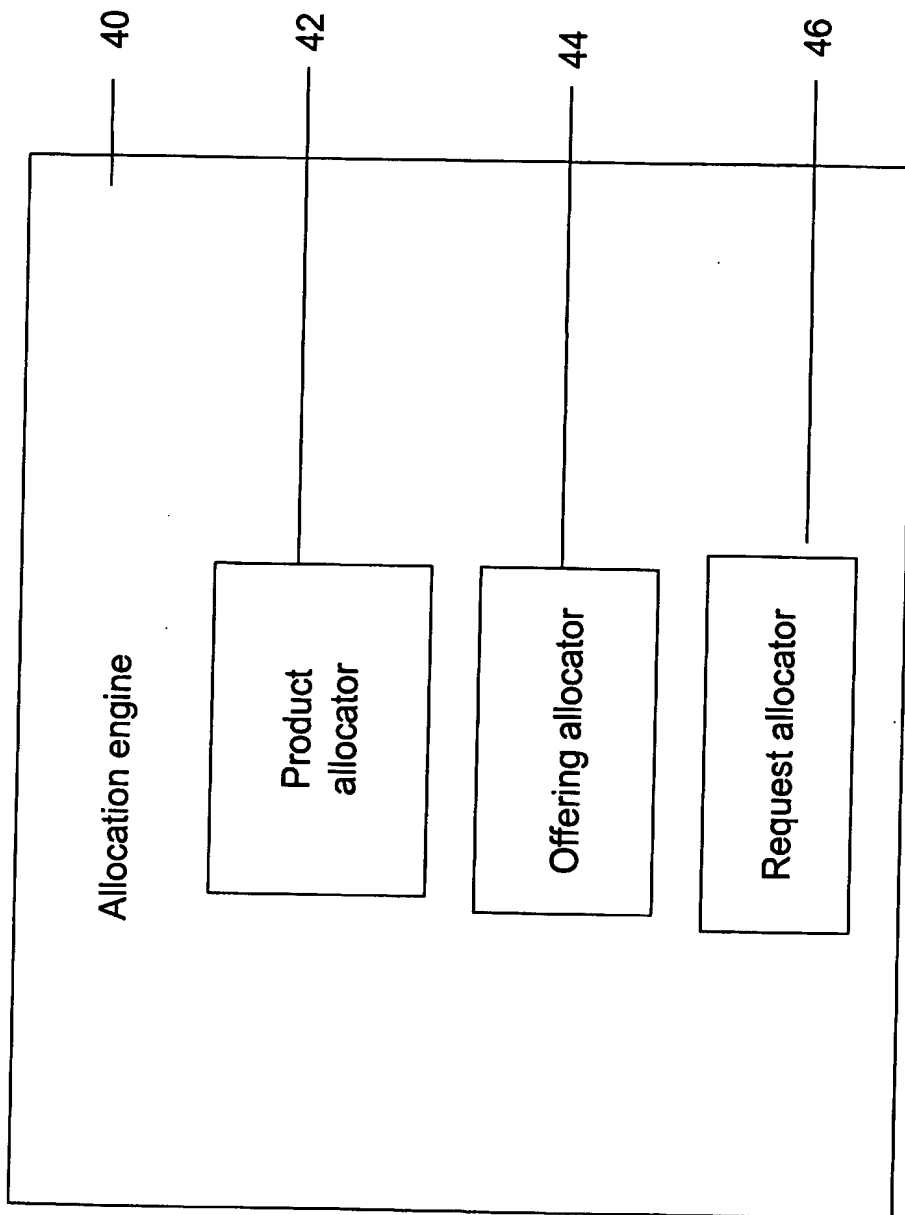 Allocation engine
40
Product
allocator
42
Offering allocator
44
Request allocator
46